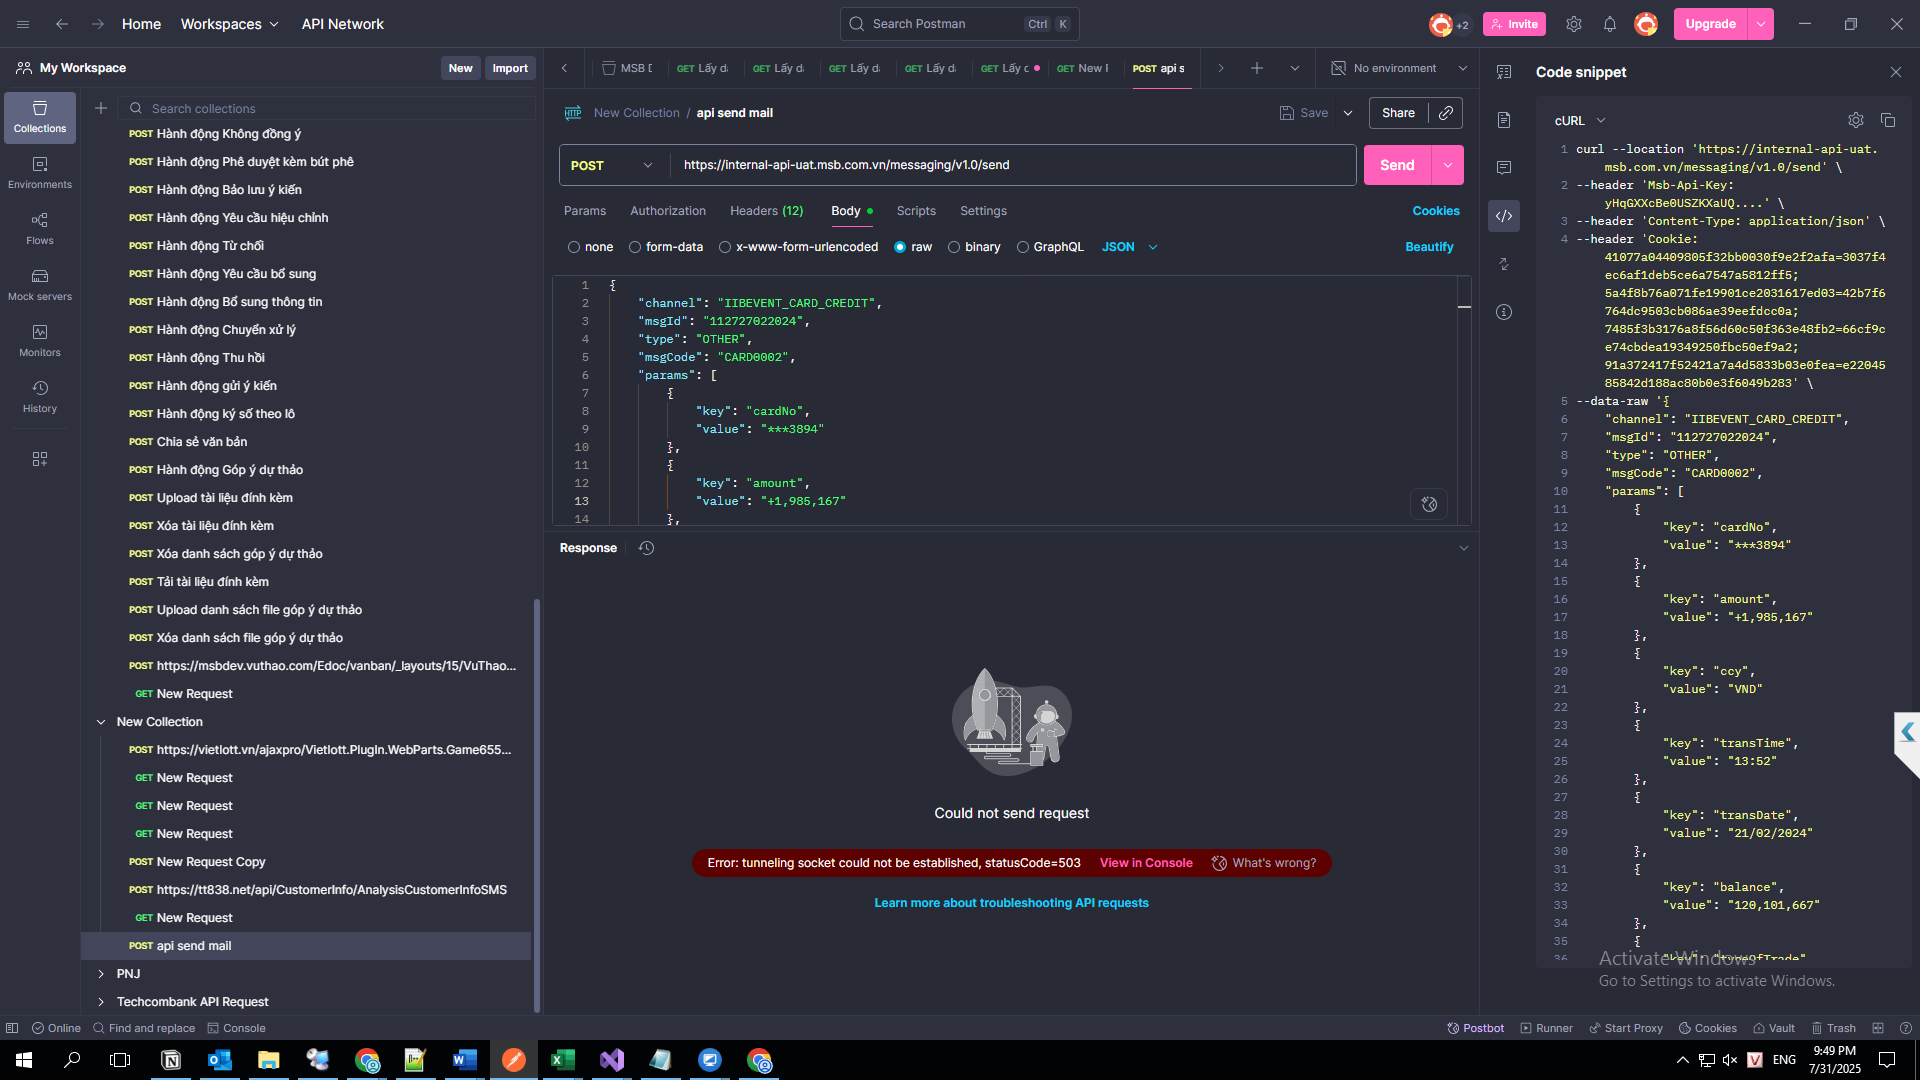 Home
Workspaces
API Network
Search Postman
Ctrl
K
+2
Invite
Upgrade
My Workspace
New
Import
Collections
Environments
Flows
Mock servers
Monitors
History
Search collections
POST Hành động Không đồng ý
POST Hành động Phê duyệt kèm bút phê
POST Hành động Bảo lưu ý kiến
POST Hành động Yêu cầu hiệu chỉnh
POST Hành động Từ chối
POST Hành động Yêu cầu bổ sung
POST Hành động Bổ sung thông tin
POST Hành động Chuyển xử lý
POST Hành động Thu hồi
POST Hành động gửi ý kiến
POST Hành động ký số theo lô
POST Chia sẻ văn bản
POST Hành động Góp ý dự thảo
POST Upload tài liệu đính kèm
POST Xóa tài liệu đính kèm
POST Xóa danh sách góp ý dự thảo
POST Tải tài liệu đính kèm
POST Upload danh sách file góp ý dự thảo
POST Xóa danh sách file góp ý dự thảo
POST https://msbdev.vuthao.com/Edoc/vanban/_layouts/15/VuThao...
GET New Request
New Collection
POST https://vietlott.vn/ajaxpro/Vietlott.PlugIn.WebParts.Game655...
GET New Request
GET New Request
GET New Request
POST New Request Copy
POST https://tt838.net/api/CustomerInfo/AnalysisCustomerInfoSMS
GET New Request
POST api send mail
PNJ
Techcombank API Request
MSB D
GET Lấy d
GET Lấy d
GET Lấy d
GET Lấy d
GET Lấy c
GET New F
POST api s
No environment
HTTP
New Collection / api send mail
Save
Share
POST
https://internal-api-uat.msb.com.vn/messaging/v1.0/send
Send
Params
Authorization
Headers (12)
Body
Scripts
Settings
Cookies
none
form-data
x-www-form-urlencoded
raw
binary
GraphQL
JSON
Beautify
1 {
2 "channel": "IIBEVENT_CARD_CREDIT",
3 "msgId": "112727022024",
4 "type": "OTHER",
5 "msgCode": "CARD0002",
6 "params": [
7 {
8 "key": "cardNo",
9 "value": "***3894"
10 },
11 {
12 "key": "amount",
13 "value": "+1,985,167"
14 },
Response
Could not send request
Error: tunneling socket could not be established, statusCode=503
View in Console
What's wrong?
Learn more about troubleshooting API requests
Code snippet
cURL
1 curl --location 'https://internal-api-uat.
msb.com.vn/messaging/v1.0/send' \
2 --header 'Msb-Api-Key:
yHqGXXcBe0USZKXaUQ....' \
3 --header 'Content-Type: application/json' \
4 --header 'Cookie:
41077a04409805f32bb0030f9e2f2afa=3037f4
ec6af1deb5ce6a7547a5812ff5;
5a4f8b76a071fe19901ce2031617ed03=42b7f6
764dc9503cb086ae39eefdcc0a;
7485f3b3176a8f56d60c50f363e48fb2=66cf9c
e74cbdea19349250fbc50ef9a2;
91a372417f52421a7a4d5833b03e0fea=e22045
85842d188ac80b0e3f6049b283' \
5 --data-raw '{
6 "channel": "IIBEVENT_CARD_CREDIT",
7 "msgId": "112727022024",
8 "type": "OTHER",
9 "msgCode": "CARD0002",
10 "params": [
11 {
12 "key": "cardNo",
13 "value": "***3894"
14 },
15 {
16 "key": "amount",
17 "value": "+1,985,167"
18 },
19 {
20 "key": "ccy",
21 "value": "VND"
22 },
23 {
24 "key": "transTime",
25 "value": "13:52"
26 },
27 {
28 "key": "transDate",
29 "value": "21/02/2024"
30 },
31 {
32 "key": "balance",
33 "value": "120,101,667"
34 },
35 {
36 "key": "typeOfTrade"
Activate Windows
Go to Settings to activate Windows.
Online
Find and replace
Console
Postbot
Runner
Start Proxy
Cookies
Vault
Trash
ENG
9:49 PM
7/31/2025